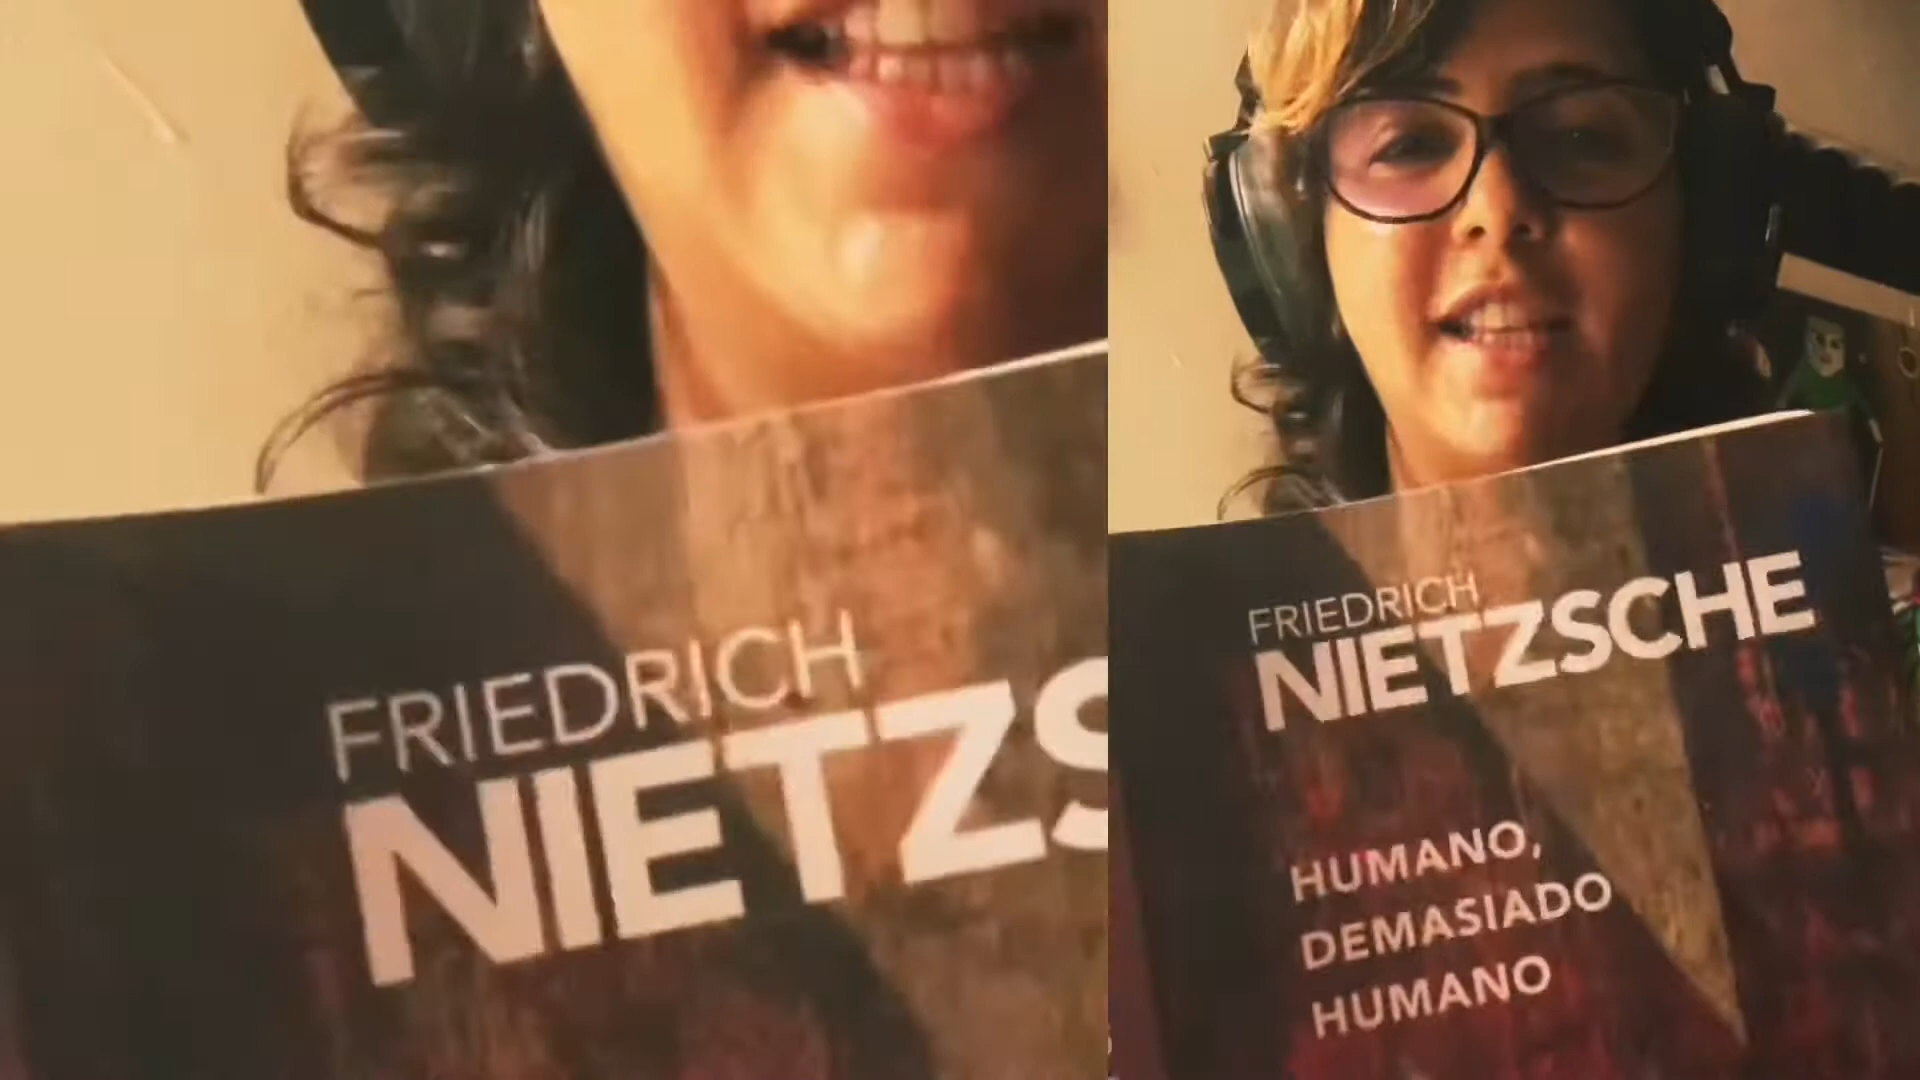 FRIEDRICH
NIETZS
FRIEDRICH
NIETZSCHE
HUMANO,
DEMASIADO
HUMANO